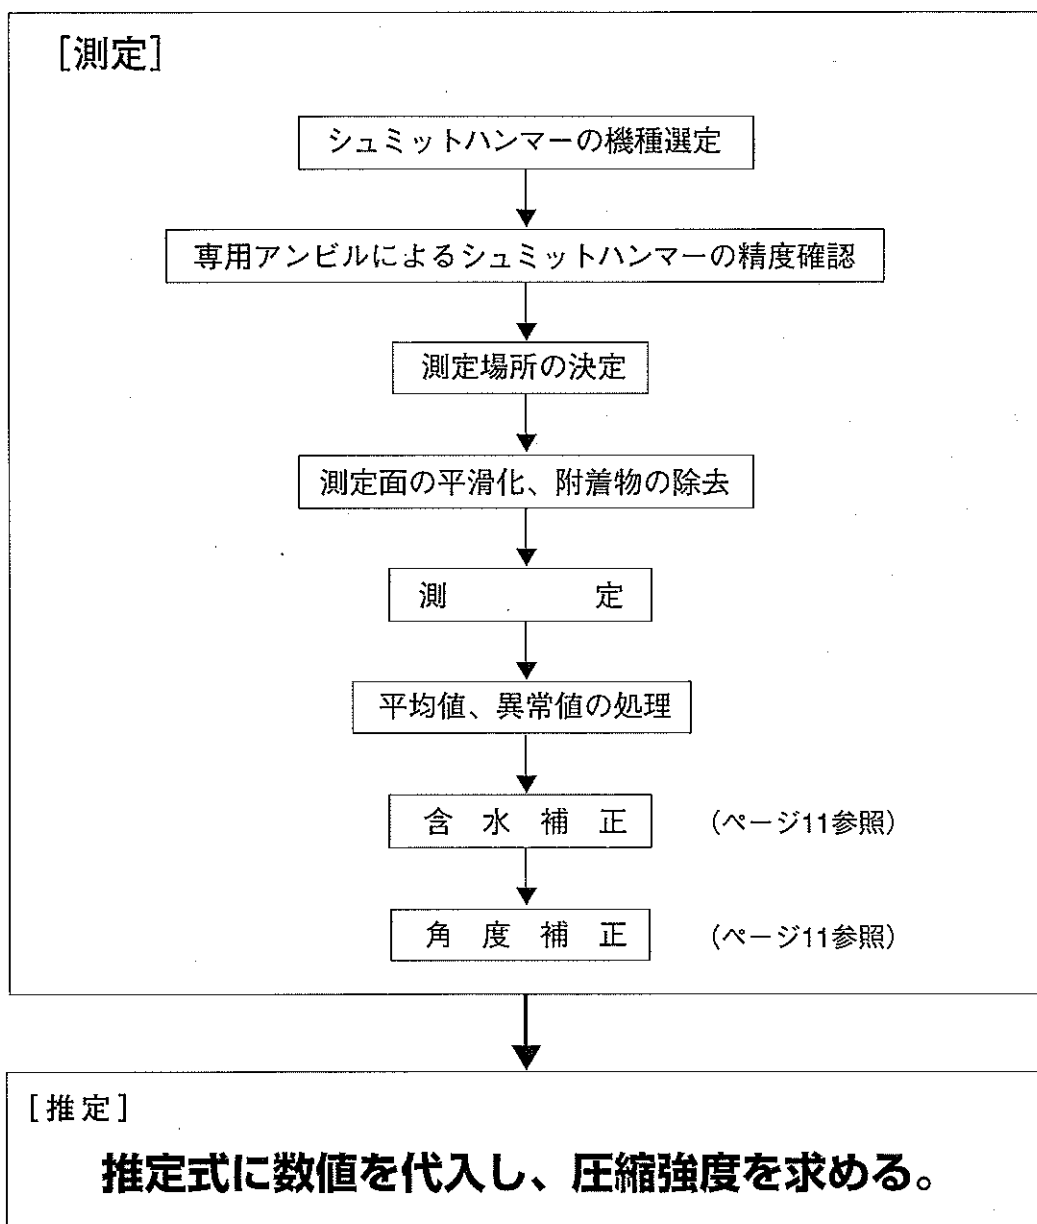 [測定]
シュミットハンマーの機種選定
専用アンビルによるシュミットハンマーの精度確認
測定場所の決定
測定面の平滑化、附着物の除去
測 定
平均値、異常値の処理
含 水 補 正 (ページ11参照)
角 度 補 正 (ページ11参照)
[推定]
推定式に数値を代入し、圧縮強度を求める。